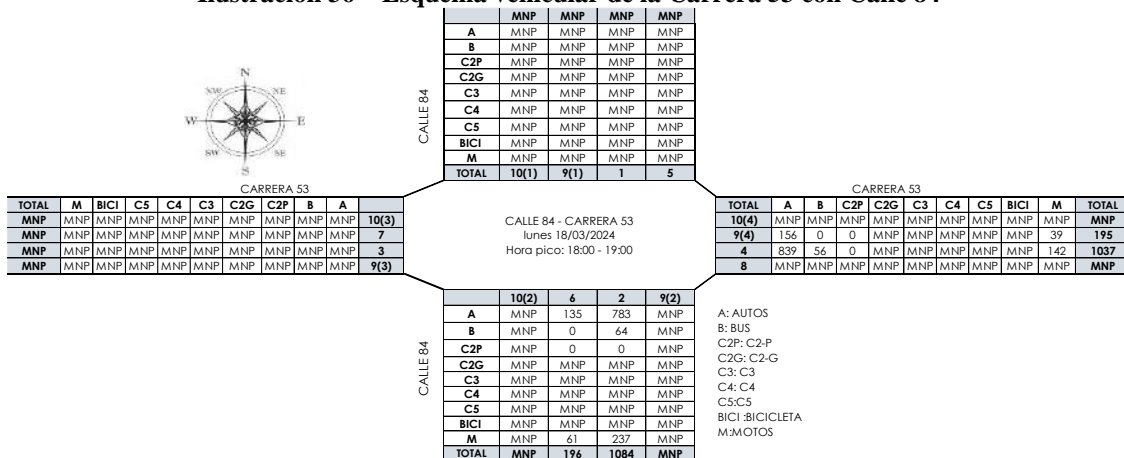 Ilustración – Esquema vehicular de la Carrera 53 con Calle 84
MNP MNP MNP MNP
A MNP MNP MNP MNP
B MNP MNP MNP MNP
C2P MNP MNP MNP MNP
C2G MNP MNP MNP MNP
C3 MNP MNP MNP MNP
C4 MNP MNP MNP MNP
C5 MNP MNP MNP MNP
BICI MNP MNP MNP MNP
M MNP MNP MNP MNP
TOTAL 10(1) 9(1) 1 5
CALLE 84
N
NW NE
W E
SW SE
S
CARRERA 53
TOTAL M BICI C5 C4 C3 C2G C2P B A
MNP MNP MNP MNP MNP MNP MNP MNP MNP MNP 10(3)
MNP MNP MNP MNP MNP MNP MNP MNP MNP MNP 7
MNP MNP MNP MNP MNP MNP MNP MNP MNP MNP 3
MNP MNP MNP MNP MNP MNP MNP MNP MNP MNP 9(3)
CALLE 84 - CARRERA 53
lunes 18/03/2024
Hora pico: 18:00 - 19:00
CARRERA 53
TOTAL A B C2P C2G C3 C4 C5 BICI M TOTAL
10(4) MNP MNP MNP MNP MNP MNP MNP MNP MNP MNP
9(4) 156 0 0 MNP MNP MNP MNP MNP 39 195
4 839 56 0 MNP MNP MNP MNP MNP 142 1037
8 MNP MNP MNP MNP MNP MNP MNP MNP MNP MNP
CALLE 84
10(2) 6 2 9(2)
A MNP 135 783 MNP
B MNP 0 64 MNP
C2P MNP 0 0 MNP
C2G MNP MNP MNP MNP
C3 MNP MNP MNP MNP
C4 MNP MNP MNP MNP
C5 MNP MNP MNP MNP
BICI MNP MNP MNP MNP
M MNP 61 237 MNP
TOTAL MNP 196 1084 MNP
A: AUTOS
B: BUS
C2P: C2-P
C2G: C2-G
C3: C3
C4: C4
C5:C5
BICI :BICICLETA
M:MOTOS